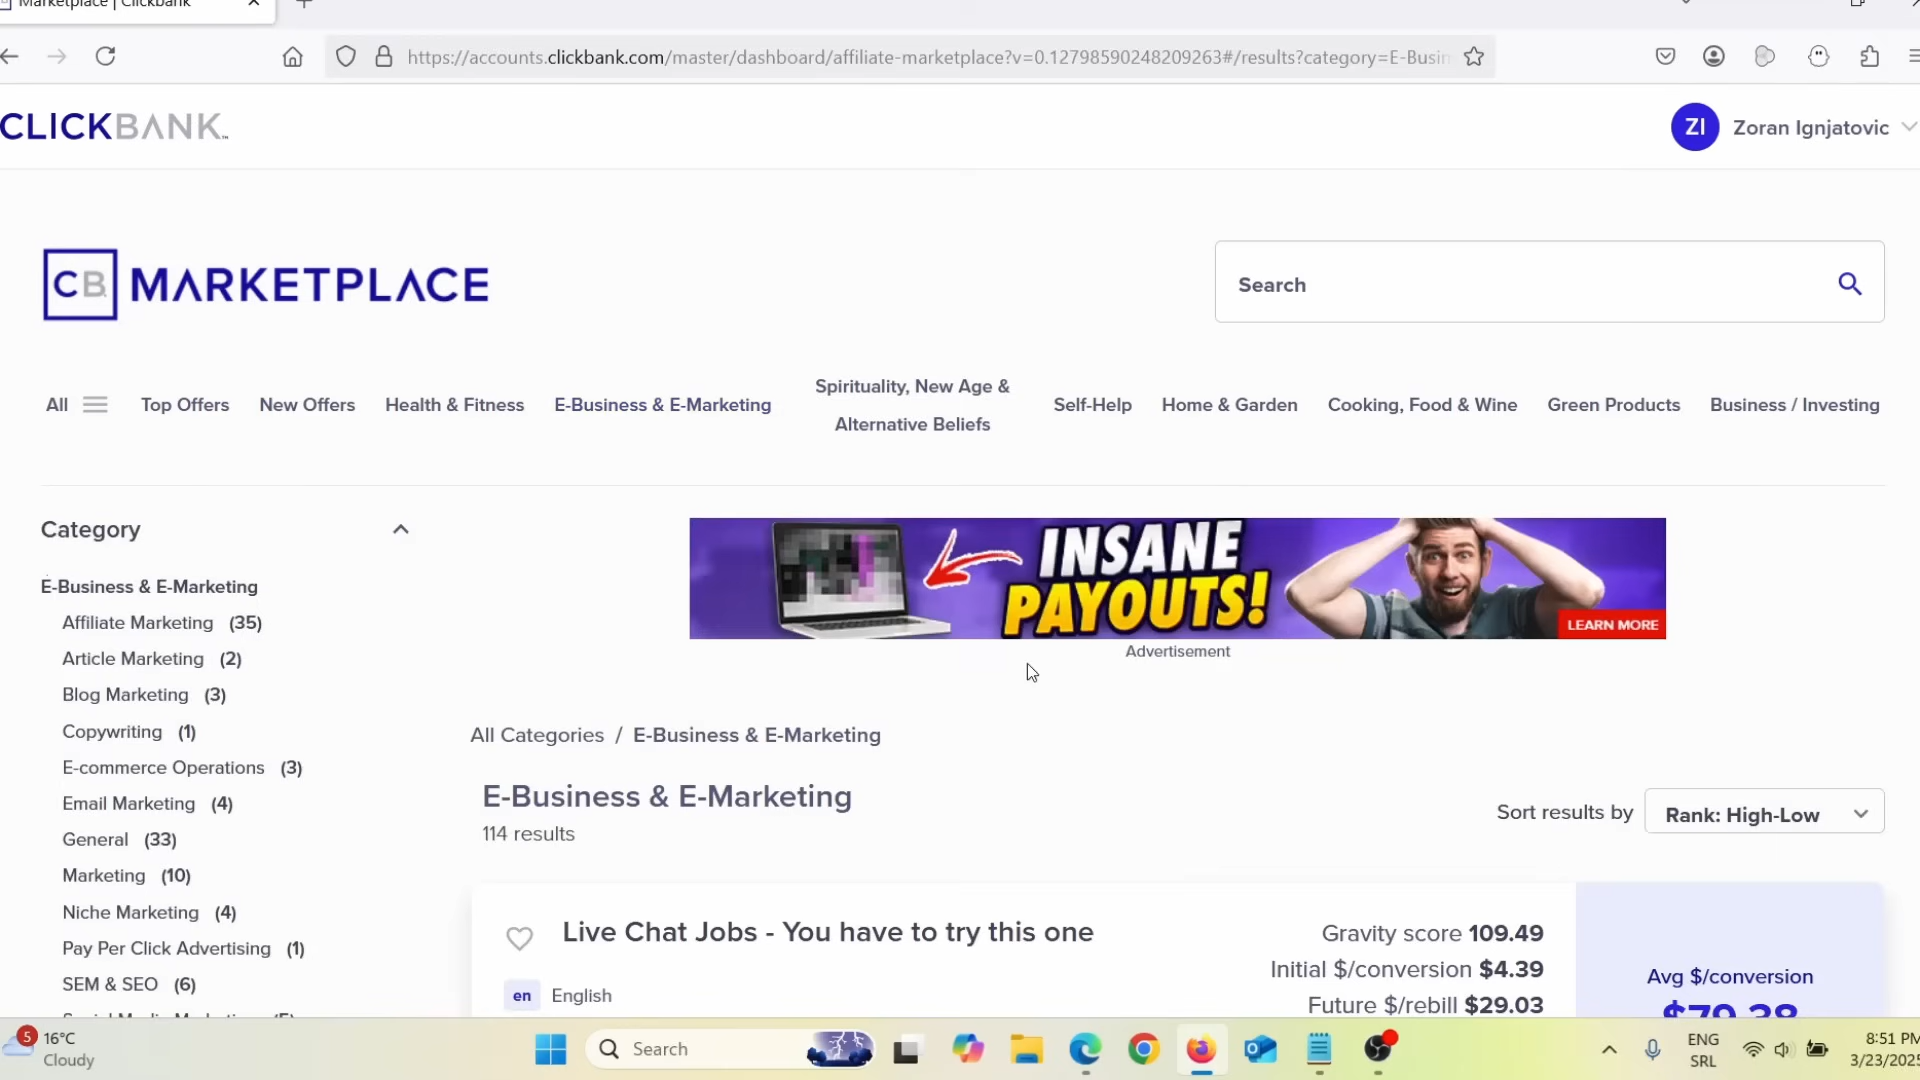 Marketplace | Clickbank
https://accounts.clickbank.com/master/dashboard/affiliate-marketplace?v=0.12798590248209263#/results?category=E-Busin
CLICKBANK
ZI Zoran Ignjatovic
CB MARKETPLACE
Search
All Top Offers New Offers Health & Fitness E-Business & E-Marketing Spirituality, New Age & Alternative Beliefs Self-Help Home & Garden Cooking, Food & Wine Green Products Business / Investing
Category
INSANE
PAYOUTS!
LEARN MORE
Advertisement
E-Business & E-Marketing
Affiliate Marketing (35)
Article Marketing (2)
Blog Marketing (3)
Copywriting (1)
E-commerce Operations (3)
Email Marketing (4)
General (33)
Marketing (10)
Niche Marketing (4)
Pay Per Click Advertising (1)
SEM & SEO (6)
All Categories / E-Business & E-Marketing
E-Business & E-Marketing
114 results
Sort results by Rank: High-Low
Live Chat Jobs - You have to try this one
en English
Gravity score 109.49
Initial $/conversion $4.39
Future $/rebill $29.03
Avg $/conversion
$79.38
5
16°C
Cloudy
Search
ENG
SRL
8:51 PM
3/23/2025